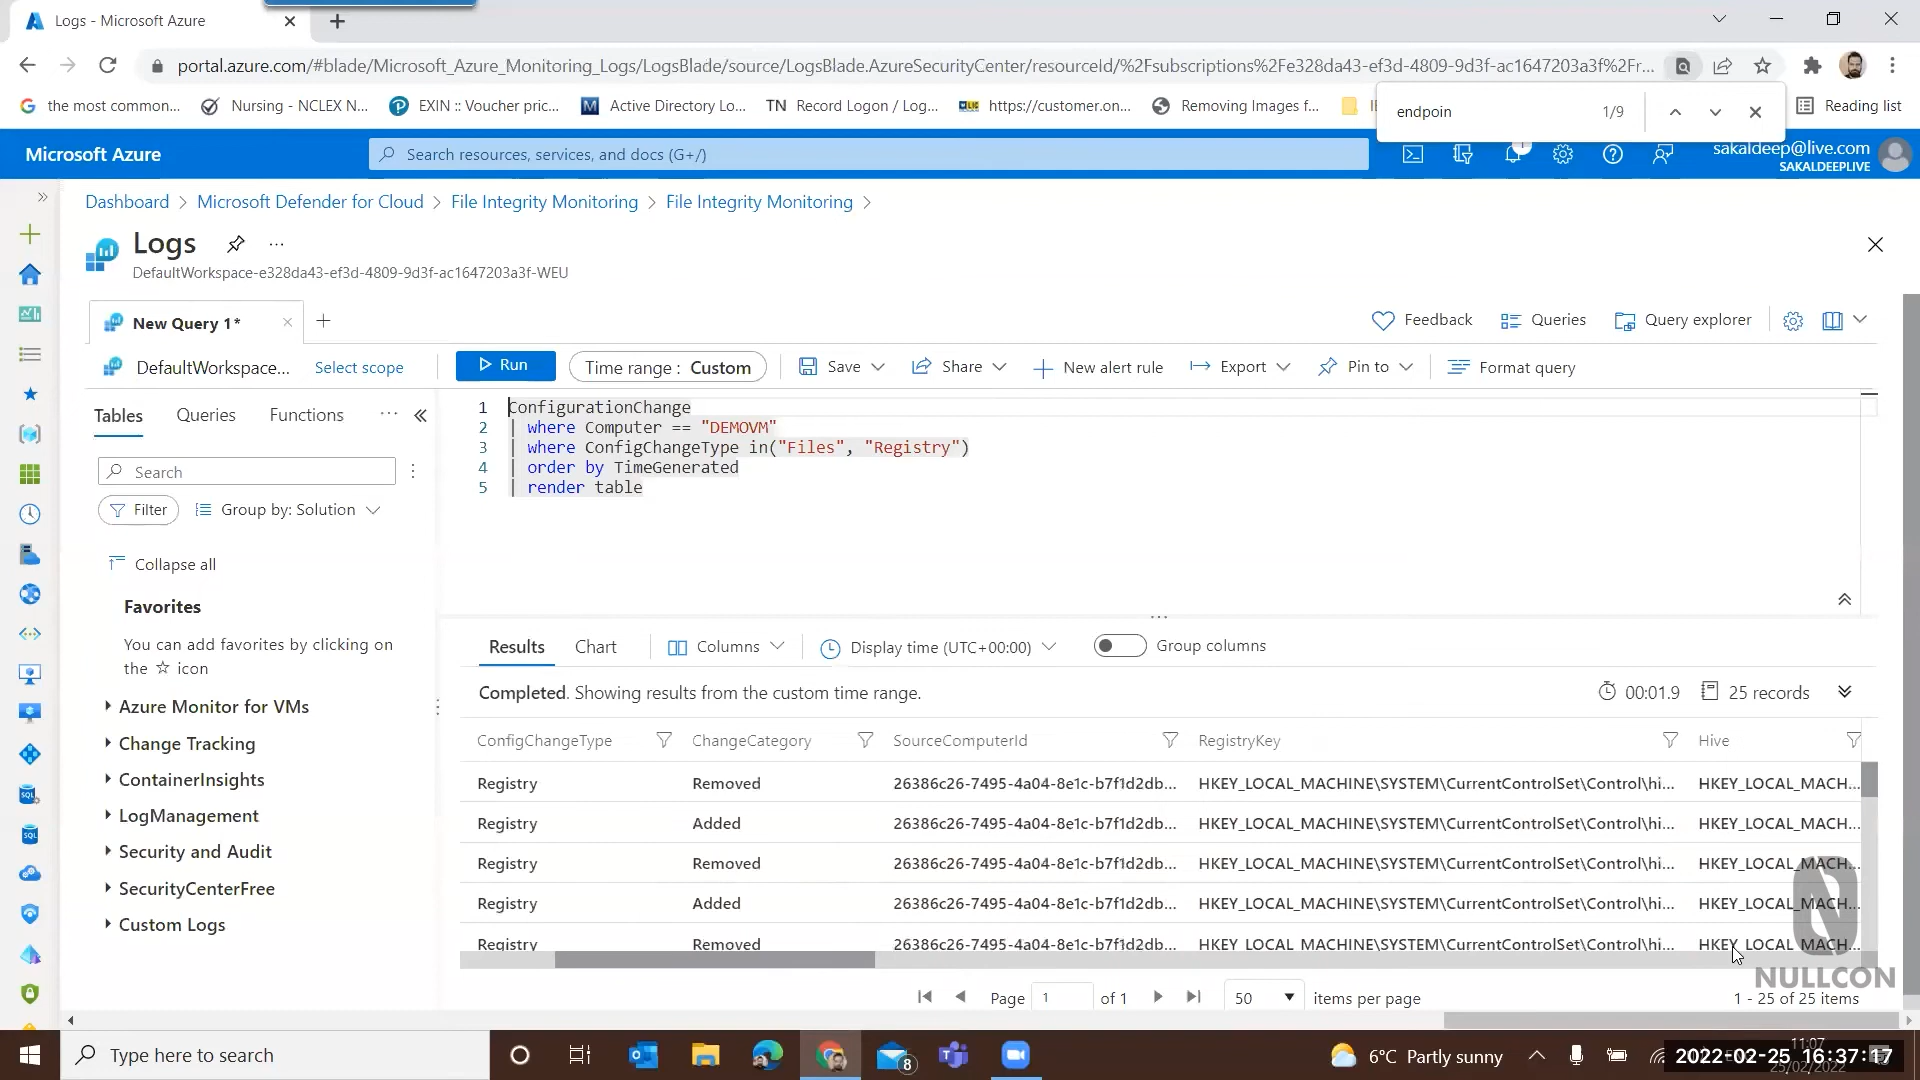 Logs - Microsoft Azure
portal.azure.com/#blade/Microsoft_Azure_Monitoring_Logs/LogsBlade/source/LogsBlade.AzureSecurityCenter/resourceId/%2Fsubscriptions%2Fe328da43-ef3d-4809-9d3f-ac1647203a3f%2Fr...
the most common... Nursing - NCLEX N... EXIN :: Voucher pric... Active Directory Lo... TN Record Logon / Log... https://customer.on... Removing Images f... Reading list
endpoin 1/9
Microsoft Azure
Search resources, services, and docs (G+/)
1
sakaldeep@live.com
SAKALDEEPLIVE
Dashboard > Microsoft Defender for Cloud > File Integrity Monitoring > File Integrity Monitoring >
Logs
DefaultWorkspace-e328da43-ef3d-4809-9d3f-ac1647203a3f-WEU
New Query 1*
Feedback Queries Query explorer
DefaultWorkspace... Select scope
Run Time range : Custom Save Share New alert rule Export Pin to Format query
Tables Queries Functions
Search
Filter Group by: Solution
Collapse all
Favorites
You can add favorites by clicking on
the ☆ icon
Azure Monitor for VMs
Change Tracking
ContainerInsights
LogManagement
Security and Audit
SecurityCenterFree
Custom Logs
1 ConfigurationChange
2 | where Computer == "DEMOVM"
3 | where ConfigChangeType in("Files", "Registry")
4 | order by TimeGenerated
5 | render table
Results Chart Columns Display time (UTC+00:00) Group columns
Completed. Showing results from the custom time range. 00:01.9 25 records
ConfigChangeType ChangeCategory SourceComputerId RegistryKey Hive
Registry Removed 26386c26-7495-4a04-8e1c-b7f1d2db... HKEY_LOCAL_MACHINE\SYSTEM\CurrentControlSet\Control\hi... HKEY_LOCAL_MACH...
Registry Added 26386c26-7495-4a04-8e1c-b7f1d2db... HKEY_LOCAL_MACHINE\SYSTEM\CurrentControlSet\Control\hi... HKEY_LOCAL_MACH...
Registry Removed 26386c26-7495-4a04-8e1c-b7f1d2db... HKEY_LOCAL_MACHINE\SYSTEM\CurrentControlSet\Control\hi... HKEY_LOCAL_MACH...
Registry Added 26386c26-7495-4a04-8e1c-b7f1d2db... HKEY_LOCAL_MACHINE\SYSTEM\CurrentControlSet\Control\hi... HKEY_LOCAL_MACH...
Registry Removed 26386c26-7495-4a04-8e1c-b7f1d2db... HKEY_LOCAL_MACHINE\SYSTEM\CurrentControlSet\Control\hi... HKEY_LOCAL_MACH...
NULLCON
Page 1 of 1 50 items per page 1 - 25 of 25 items
Type here to search
8
6°C Partly sunny
11:07
2022-02-25 16:37:17
25/02/2022